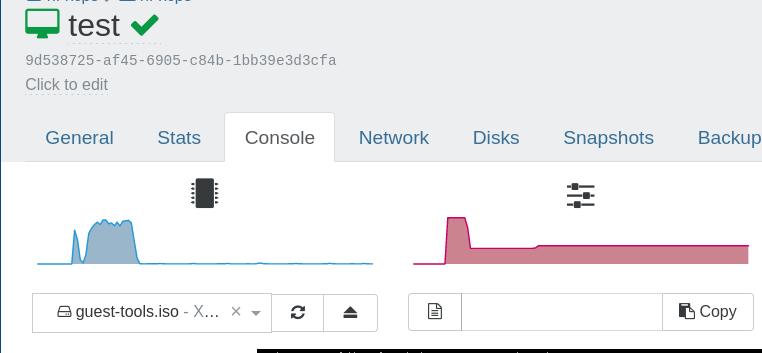 test
9d538725-af45-6905-c84b-1bb39e3d3cfa
Click to edit
General Stats Console Network Disks Snapshots Backup
guest-tools.iso - X... Copy